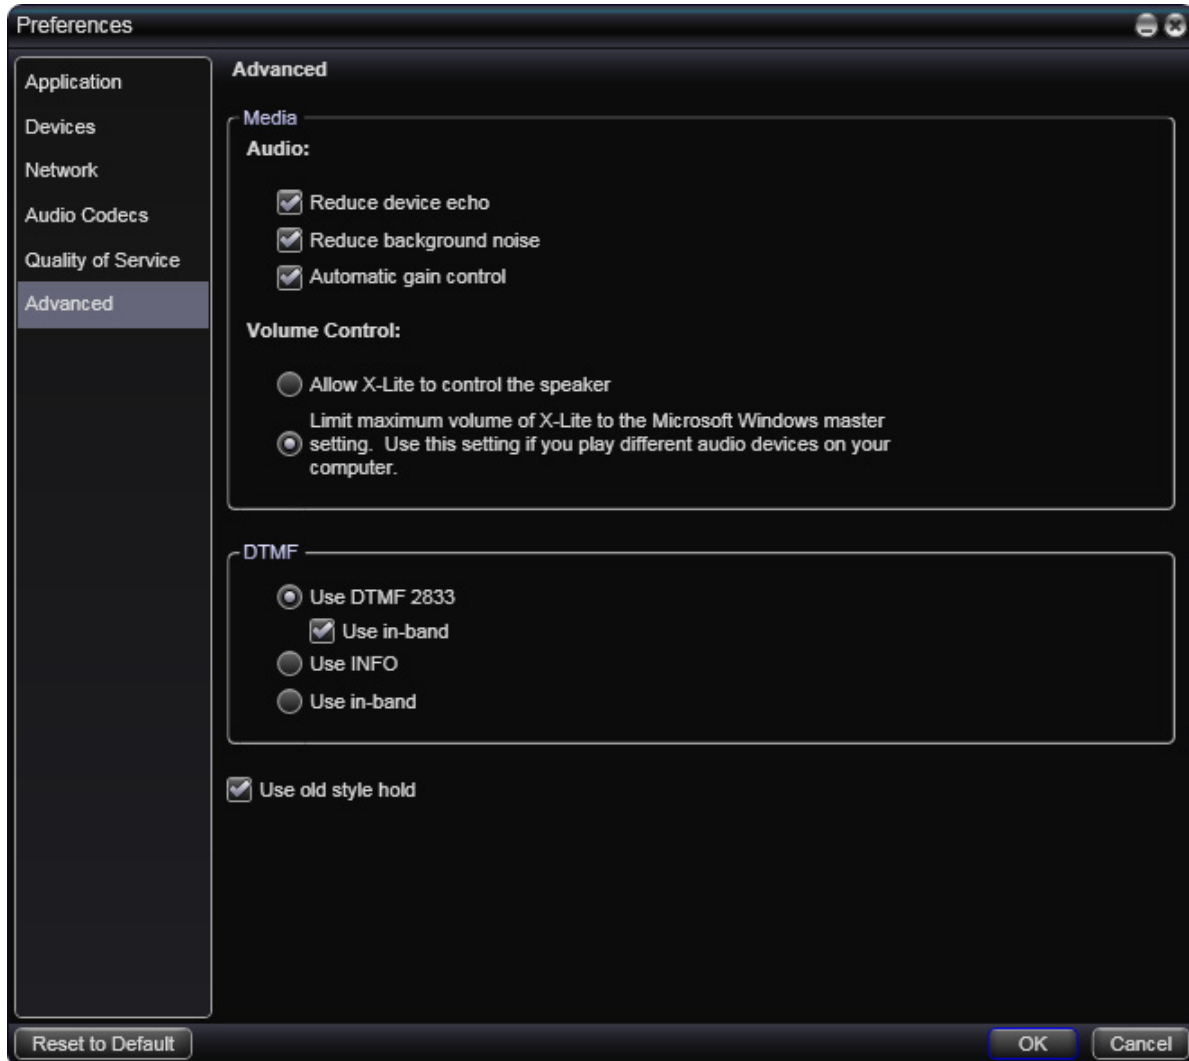 Preferences
Application
Devices
Network
Audio Codecs
Quality of Service
Advanced
Advanced
Media
Audio:
Reduce device echo
Reduce background noise
Automatic gain control
Volume Control:
Allow X-Lite to control the speaker
Limit maximum volume of X-Lite to the Microsoft Windows master
setting. Use this setting if you play different audio devices on your
computer.
DTMF
Use DTMF 2833
Use in-band
Use INFO
Use in-band
Use old style hold
Reset to Default
OK
Cancel